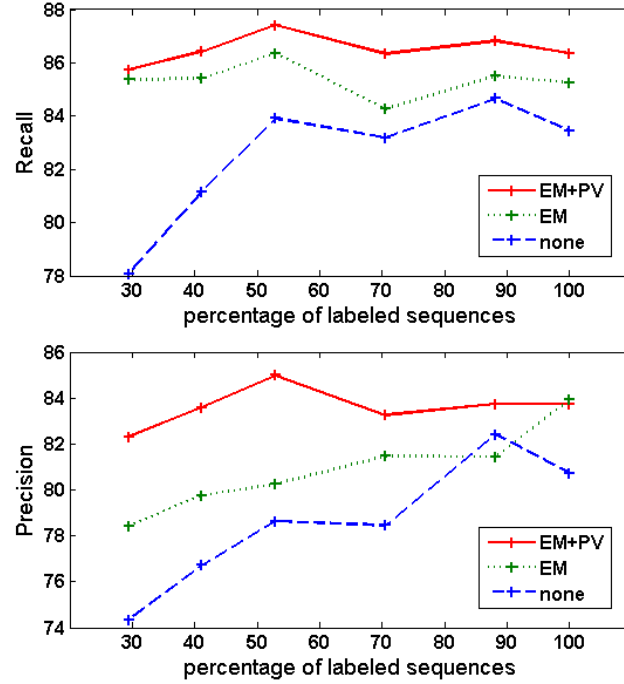 88
86
84
82
80
78
Recall
EM+PV
EM
none
30 40 50 60 70 80 90 100
percentage of labeled sequences
86
84
82
80
78
76
74
Precision
EM+PV
EM
none
30 40 50 60 70 80 90 100
percentage of labeled sequences